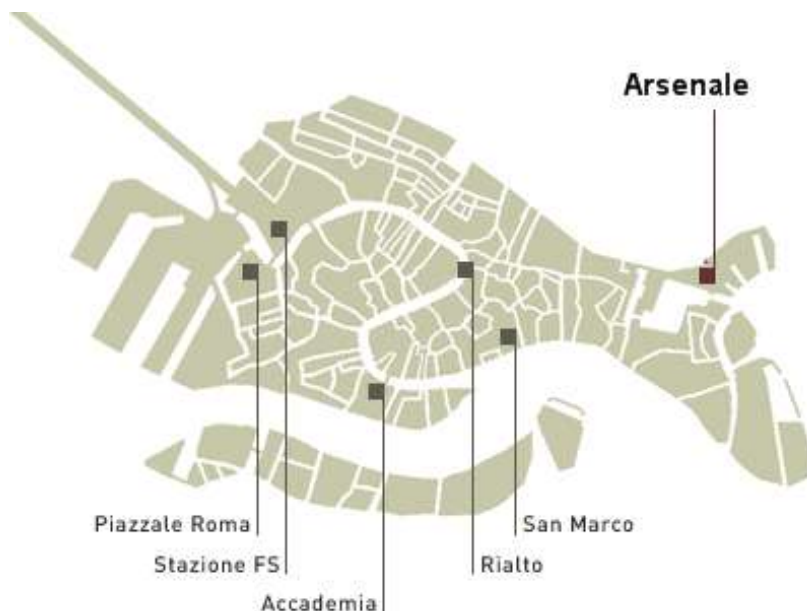 Arsenale
Piazzale Roma
San Marco
Stazione FS
Rialto
Accademia